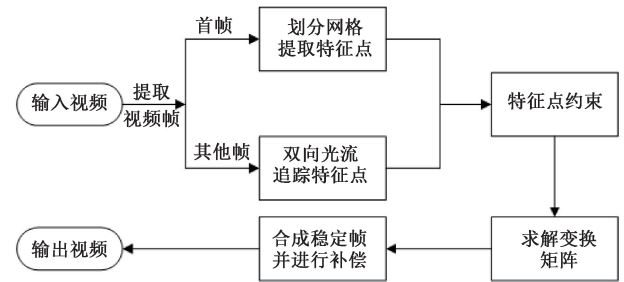 输入视频
提取
视频帧
首帧
划分网格
提取特征点
其他帧
双向光流
追踪特征点
特征点约束
求解变换
矩阵
合成稳定帧
并进行补偿
输出视频